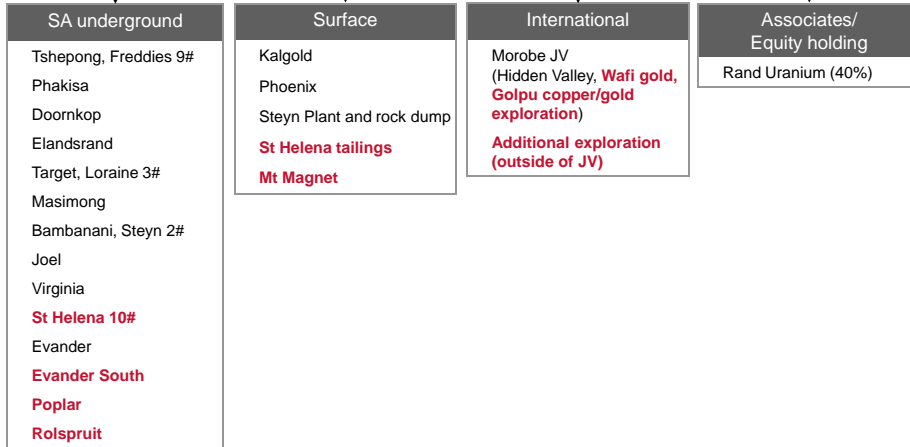 SA underground
Tshepong, Freddies 9#
Phakisa
Doornkop
Elandsrand
Target, Loraine 3#
Masimong
Bambanani, Steyn 2#
Joel
Virginia
St Helena 10#
Evander
Evander South
Poplar
Rolspruit
Surface
Kalgold
Phoenix
Steyn Plant and rock dump
St Helena tailings
Mt Magnet
International
Morobe JV
(Hidden Valley, Wafi gold,
Golpu copper/gold
exploration)
Additional exploration
(outside of JV)
Associates/
Equity holding
Rand Uranium (40%)